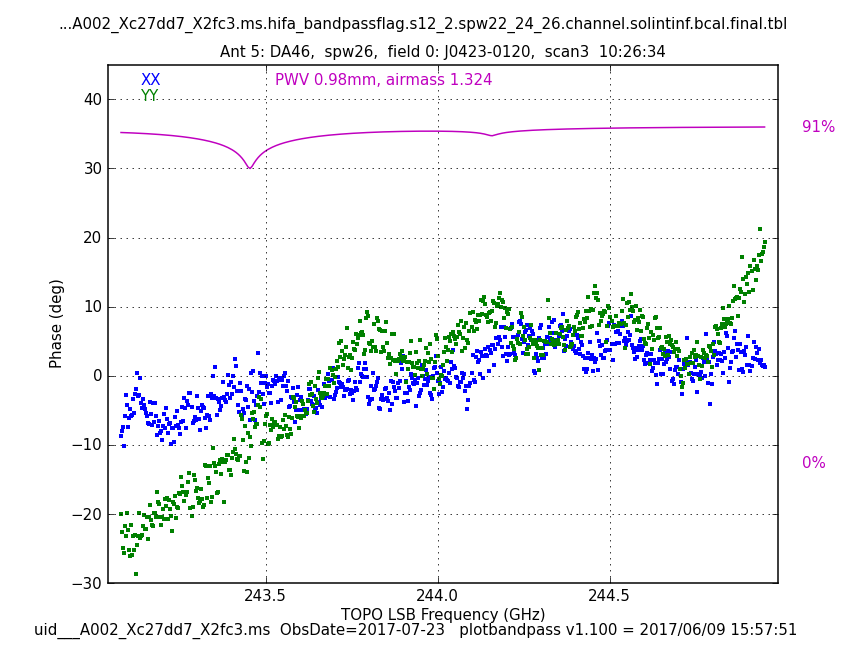 ...A002_Xc27dd7_X2fc3.ms.hifa_bandpassflag.s12_2.spw22_24_26.channel.solintinf.bcal.final.tbl
Ant 5: DA46,  spw26,  field 0: J0423-0120,  scan3  10:26:34
XX
PWV 0.98mm, airmass 1.324
YY
40
91%
30
20
10
0
−10
0%
−20
−30
Phase (deg)
243.5
244.0
244.5
TOPO LSB Frequency (GHz)
uid___A002_Xc27dd7_X2fc3.ms  ObsDate=2017-07-23   plotbandpass v1.100 = 2017/06/09 15:57:51